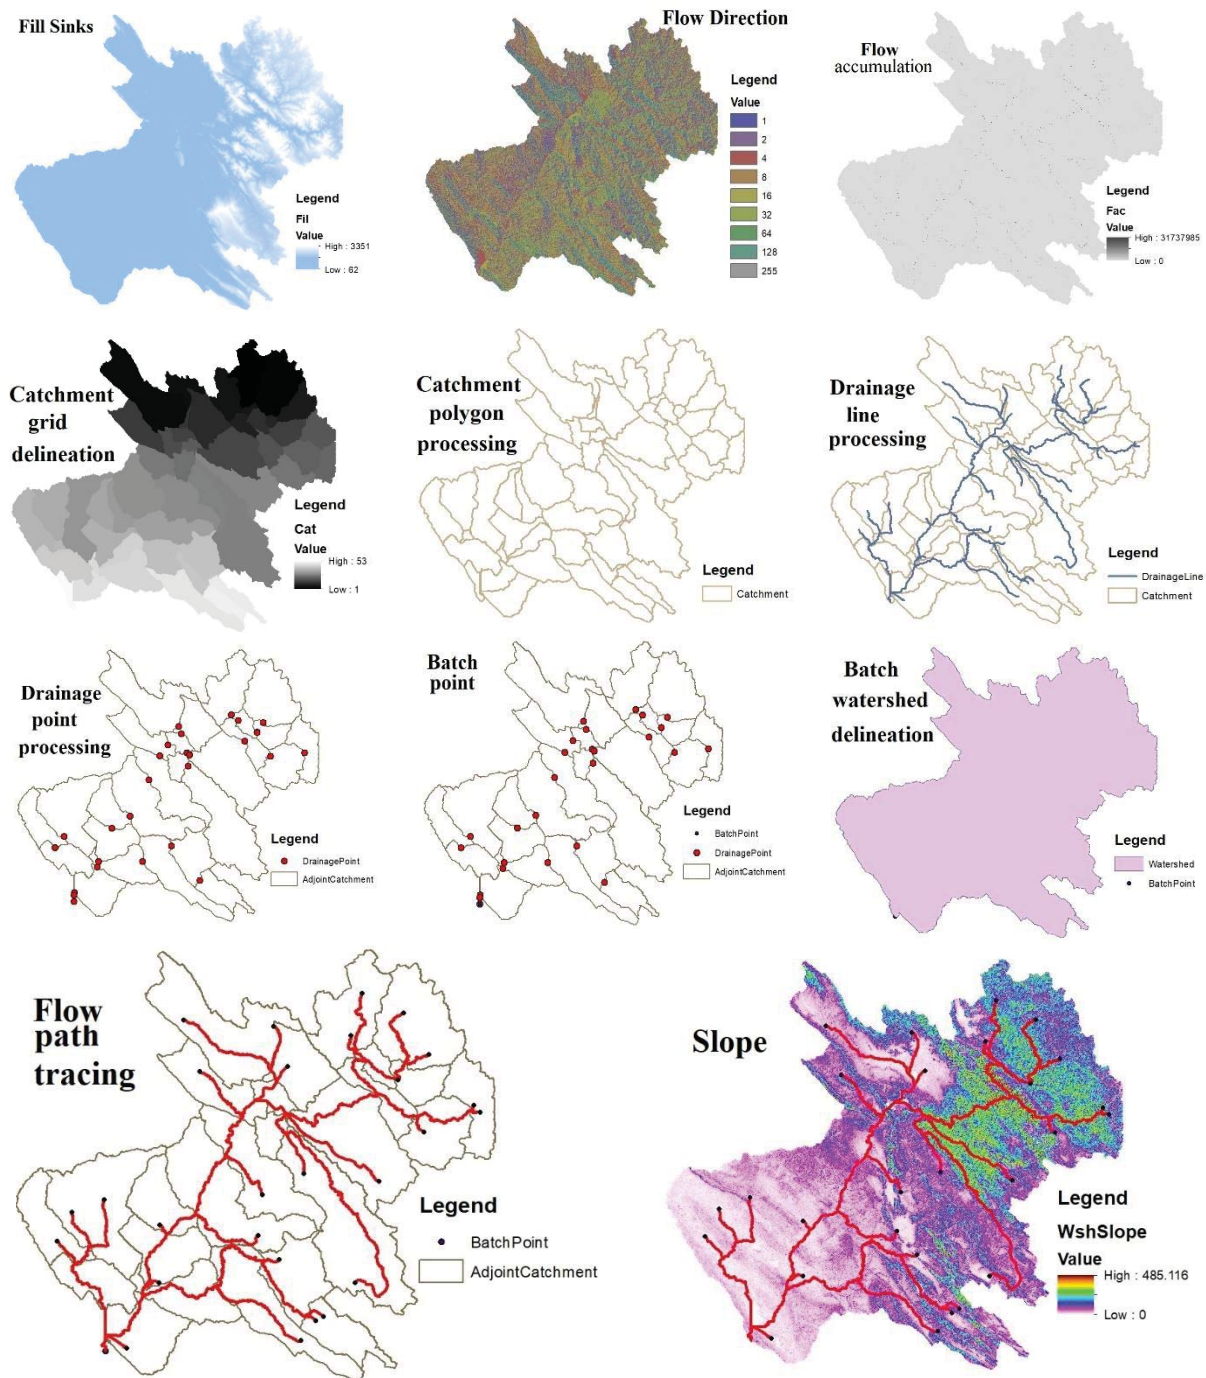 Fill Sinks
Legend
Fil
Value
High : 3351
Low : 62
Flow Direction
Legend
Value
1
2
4
8
16
32
64
128
255
Flow
accumulation
Legend
Fac
Value
High : 31737985
Low : 0
Catchment
grid
delineation
Legend
Cat
Value
High : 53
Low : 1
Catchment
polygon
processing
Legend
Catchment
Drainage
line
processing
Legend
DrainageLine
Catchment
Drainage
point
processing
Legend
DrainagePoint
AdjointCatchment
Batch
point
Legend
BatchPoint
DrainagePoint
AdjointCatchment
Batch
watershed
delineation
Legend
Watershed
BatchPoint
Flow
path
tracing
Legend
BatchPoint
AdjointCatchment
Slope
Legend
WshSlope
Value
High : 485.116
Low : 0